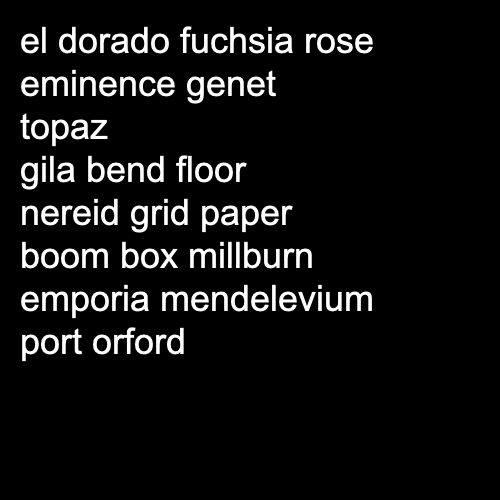 el dorado fuchsia rose
eminence genet
topaz
gila bend floor
nereid grid paper
boom box millburn
emporia mendelevium
port orford